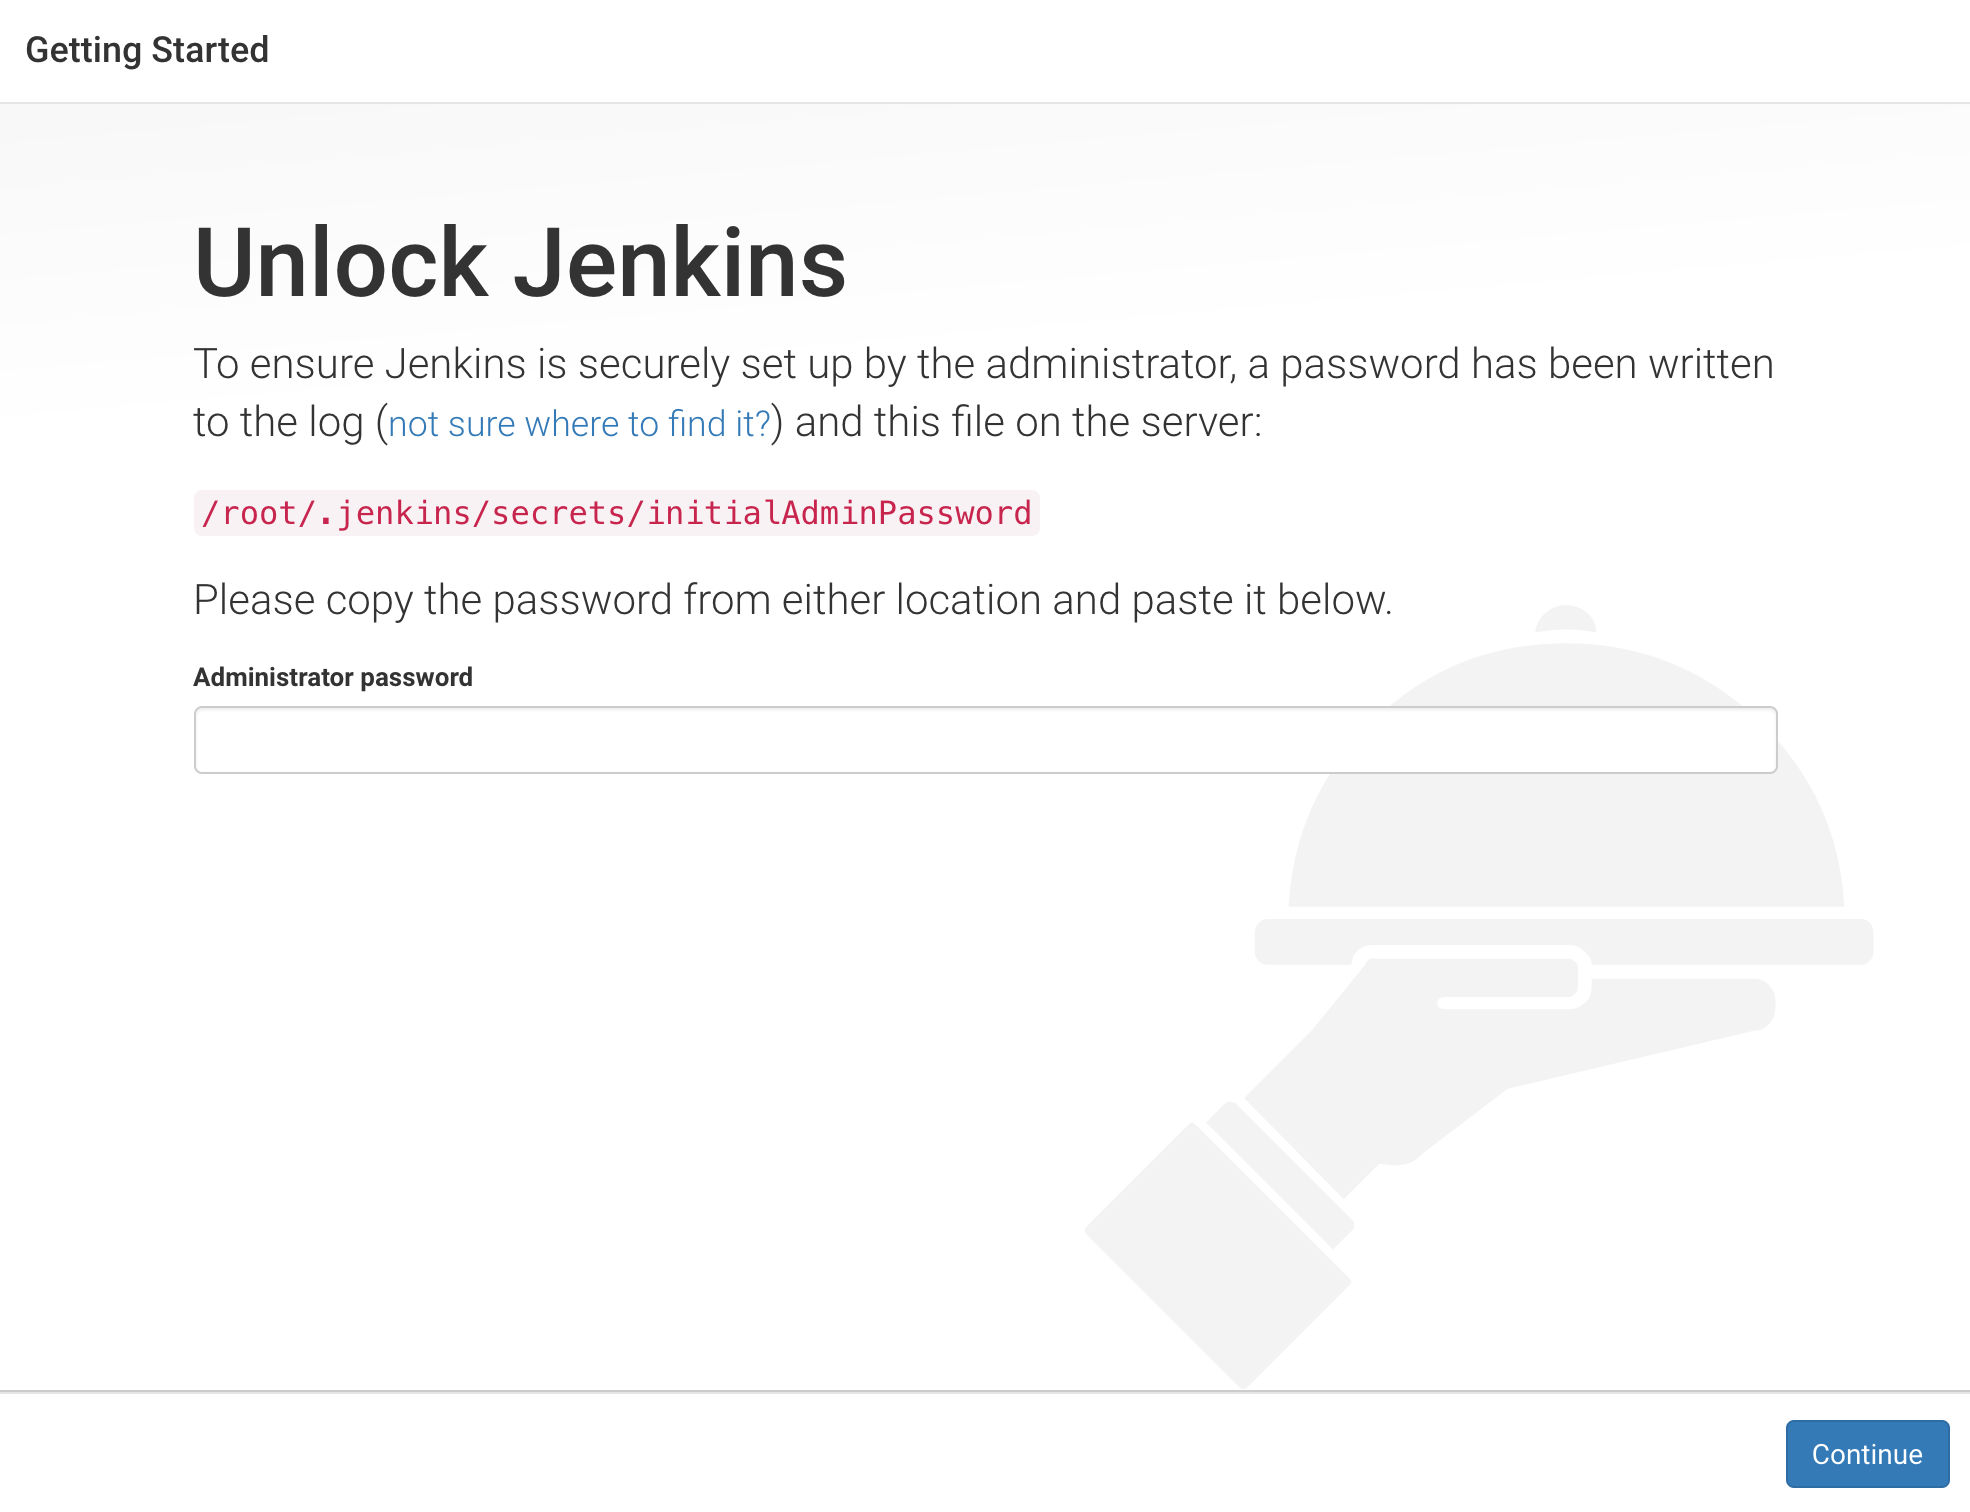 Getting Started
Unlock Jenkins
To ensure Jenkins is securely set up by the administrator, a password has been written
to the log (not sure where to find it?) and this file on the server:
/root/.jenkins/secrets/initialAdminPassword
Please copy the password from either location and paste it below.
Administrator password
Continue